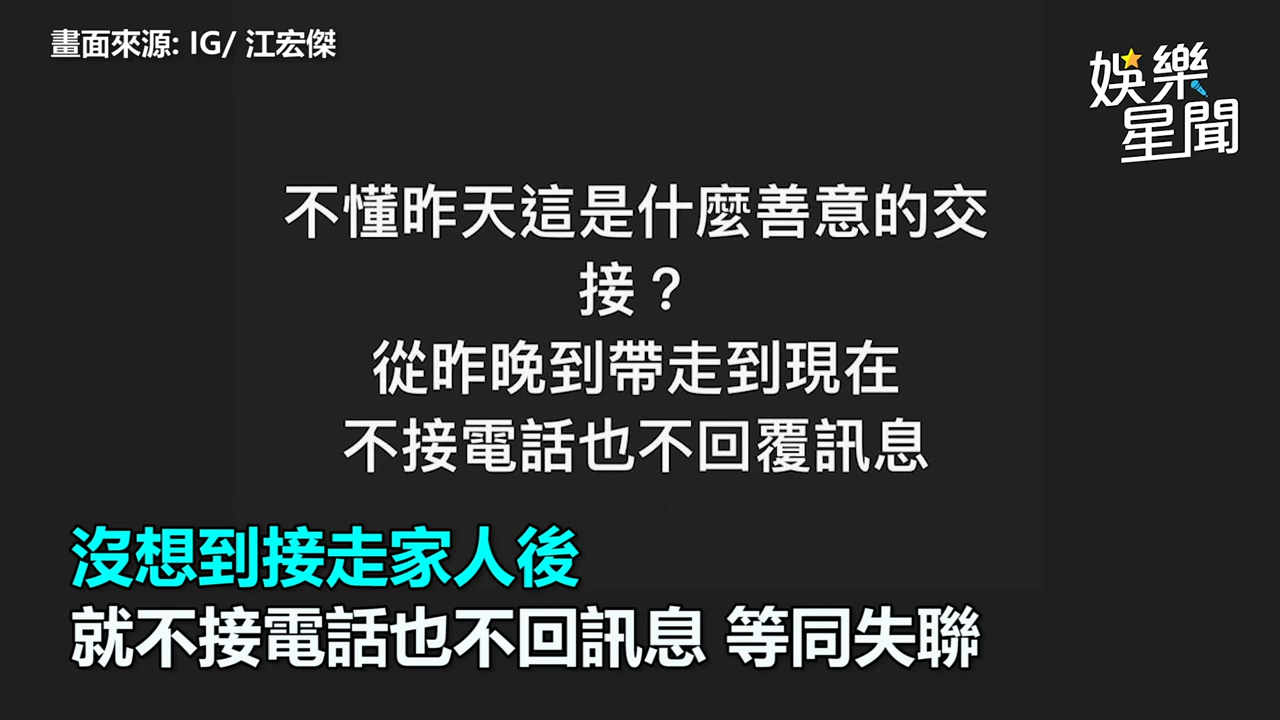 畫面來源: IG/ 江宏傑
娛樂
星聞
不懂昨天這是什麼善意的交
接？
從昨晚到帶走到現在
不接電話也不回覆訊息
沒想到接走家人後
就不接電話也不回訊息 等同失聯